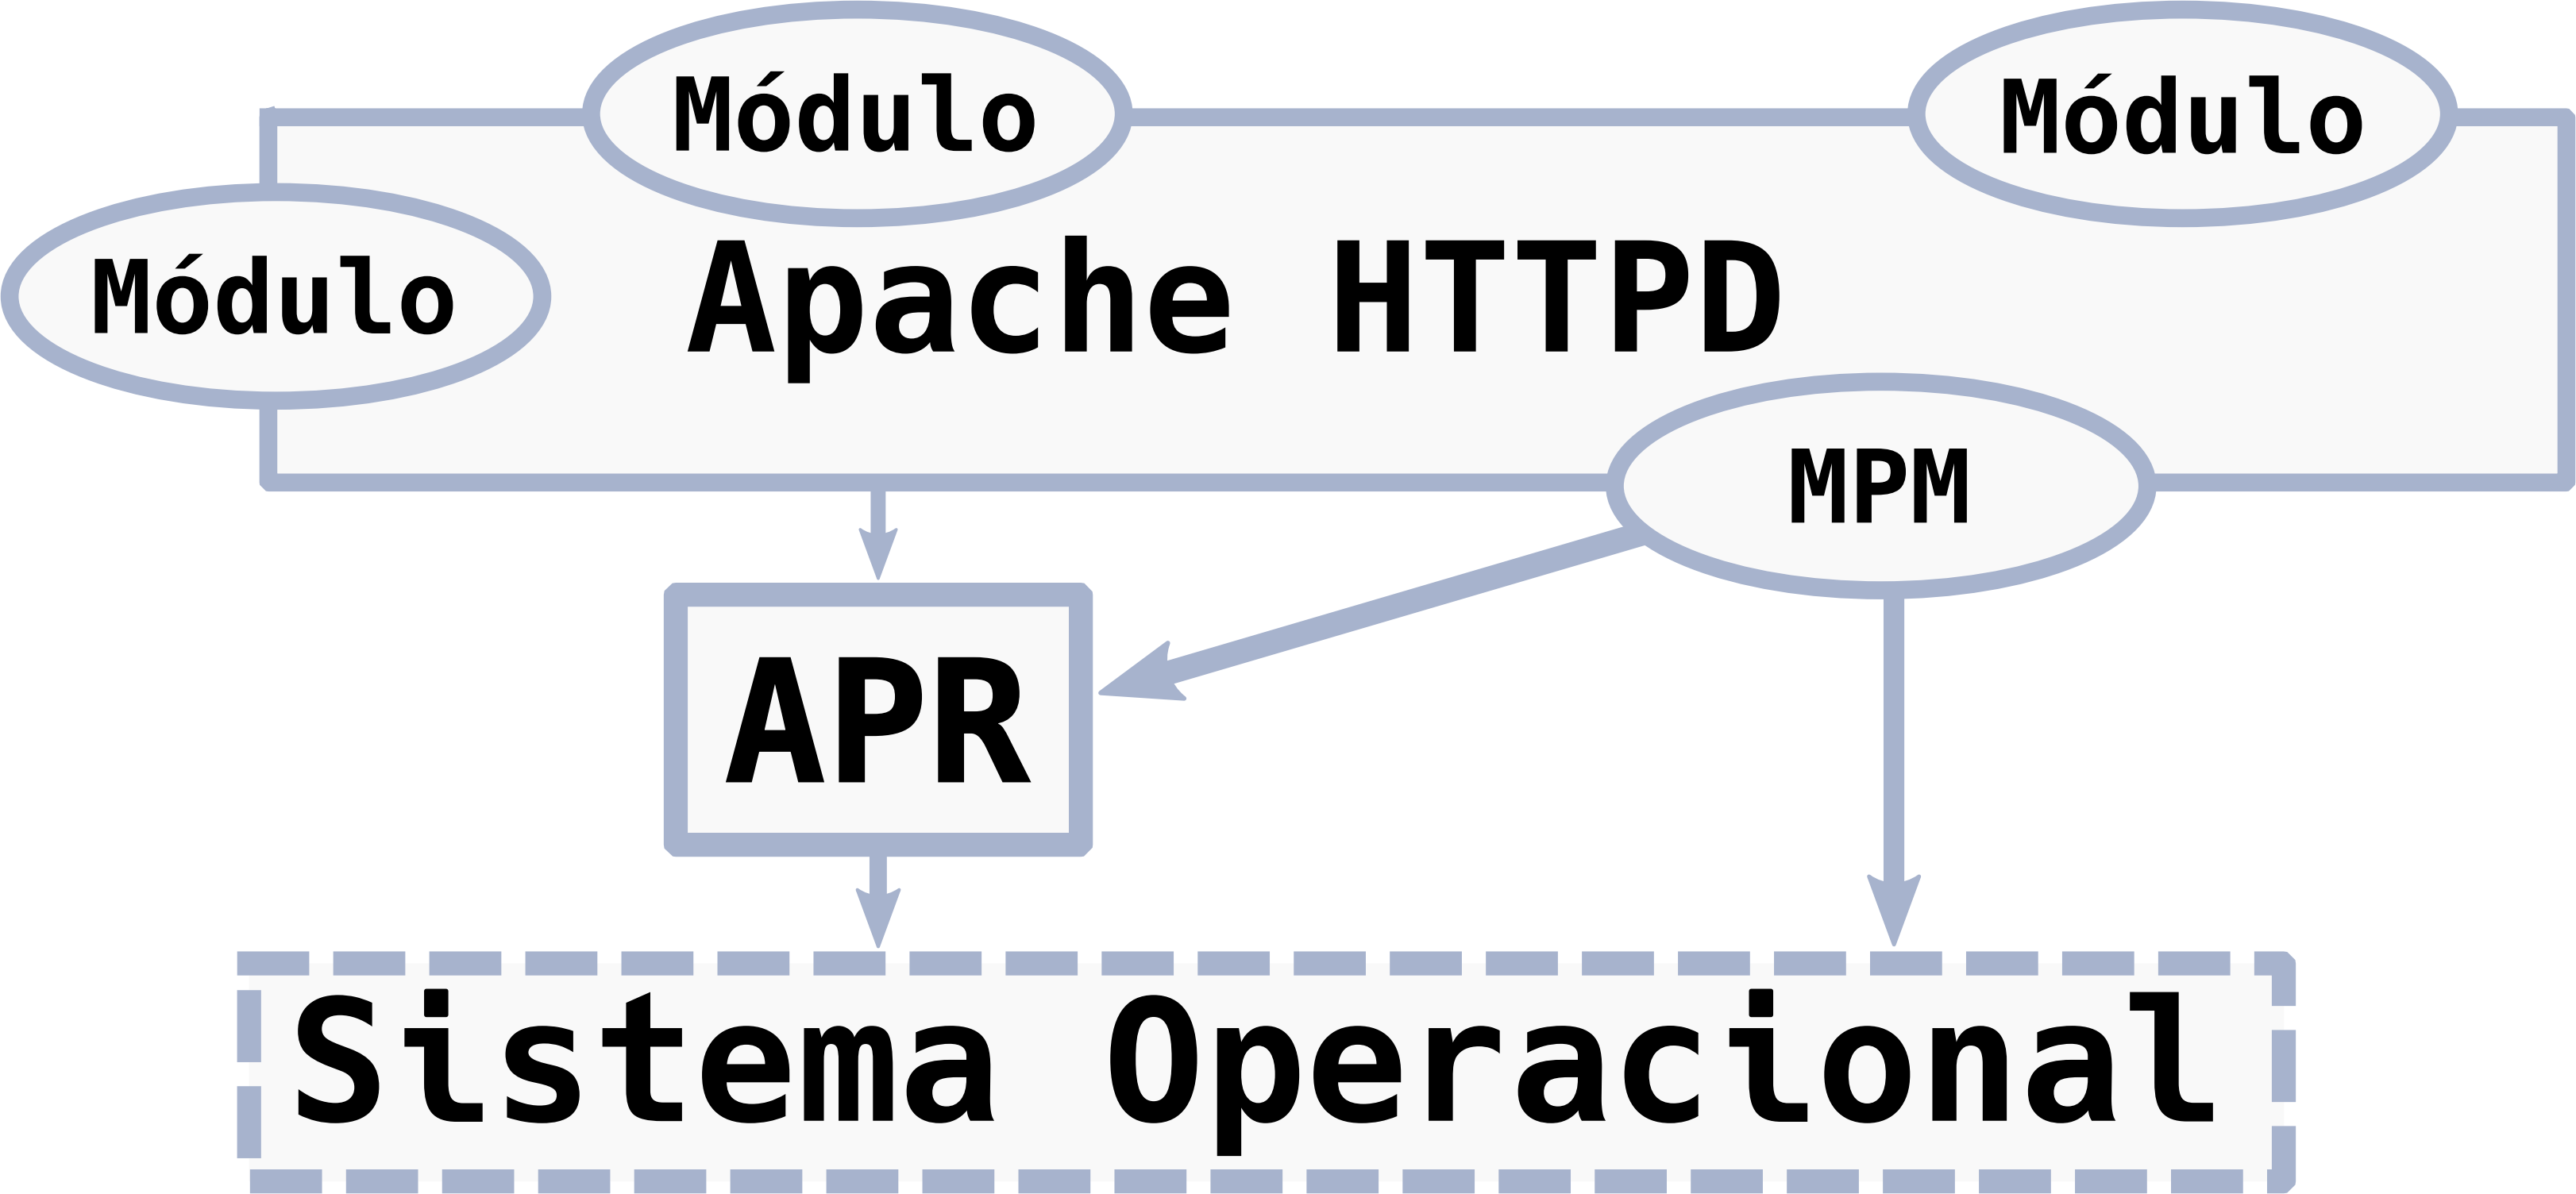 Módulo
Módulo
Módulo
Apache HTTPD
MPM
APR
Sistema Operacional